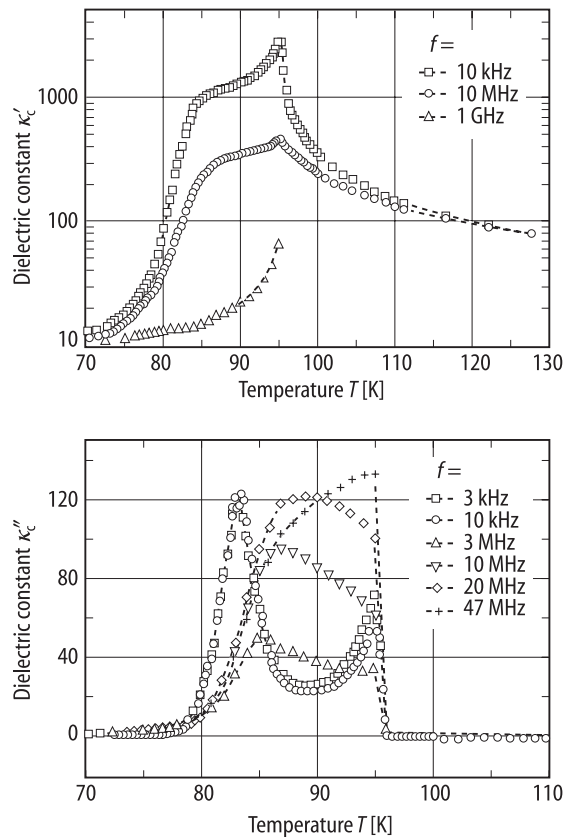 f =
10 kHz
10 MHz
1 GHz
1000
100
10
70 80 90 100 110 120 130
Dielectric constant κ′c
Temperature T [K]
f =
3 kHz
10 kHz
3 MHz
10 MHz
20 MHz
47 MHz
120
80
40
0
70 80 90 100 110
Dielectric constant κ″c
Temperature T [K]